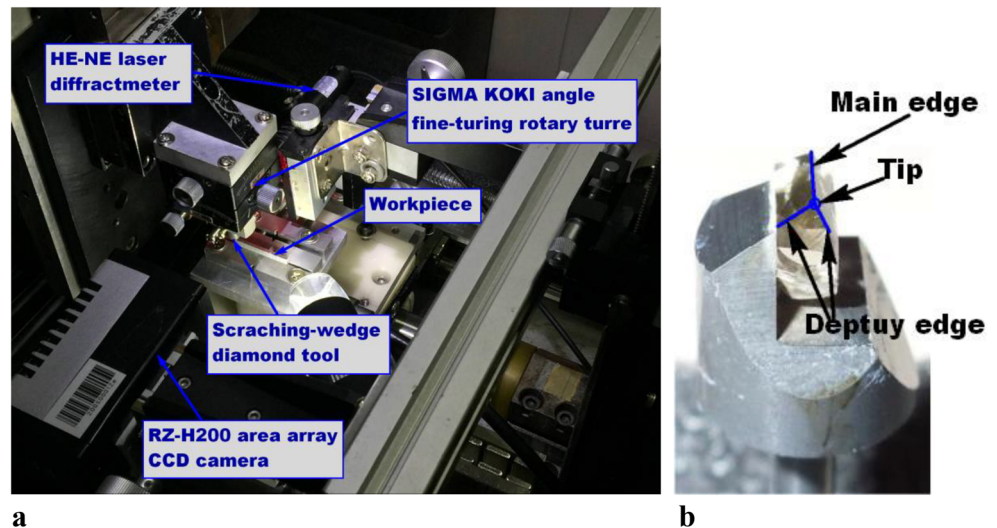 HE-NE laser
diffractmeter
SIGMA KOKI angle
fine-turing rotary turre
Workpiece
Scraching-wedge
diamond tool
RZ-H200 area array
CCD camera
Main edge
Tip
Deptuy edge
a
b